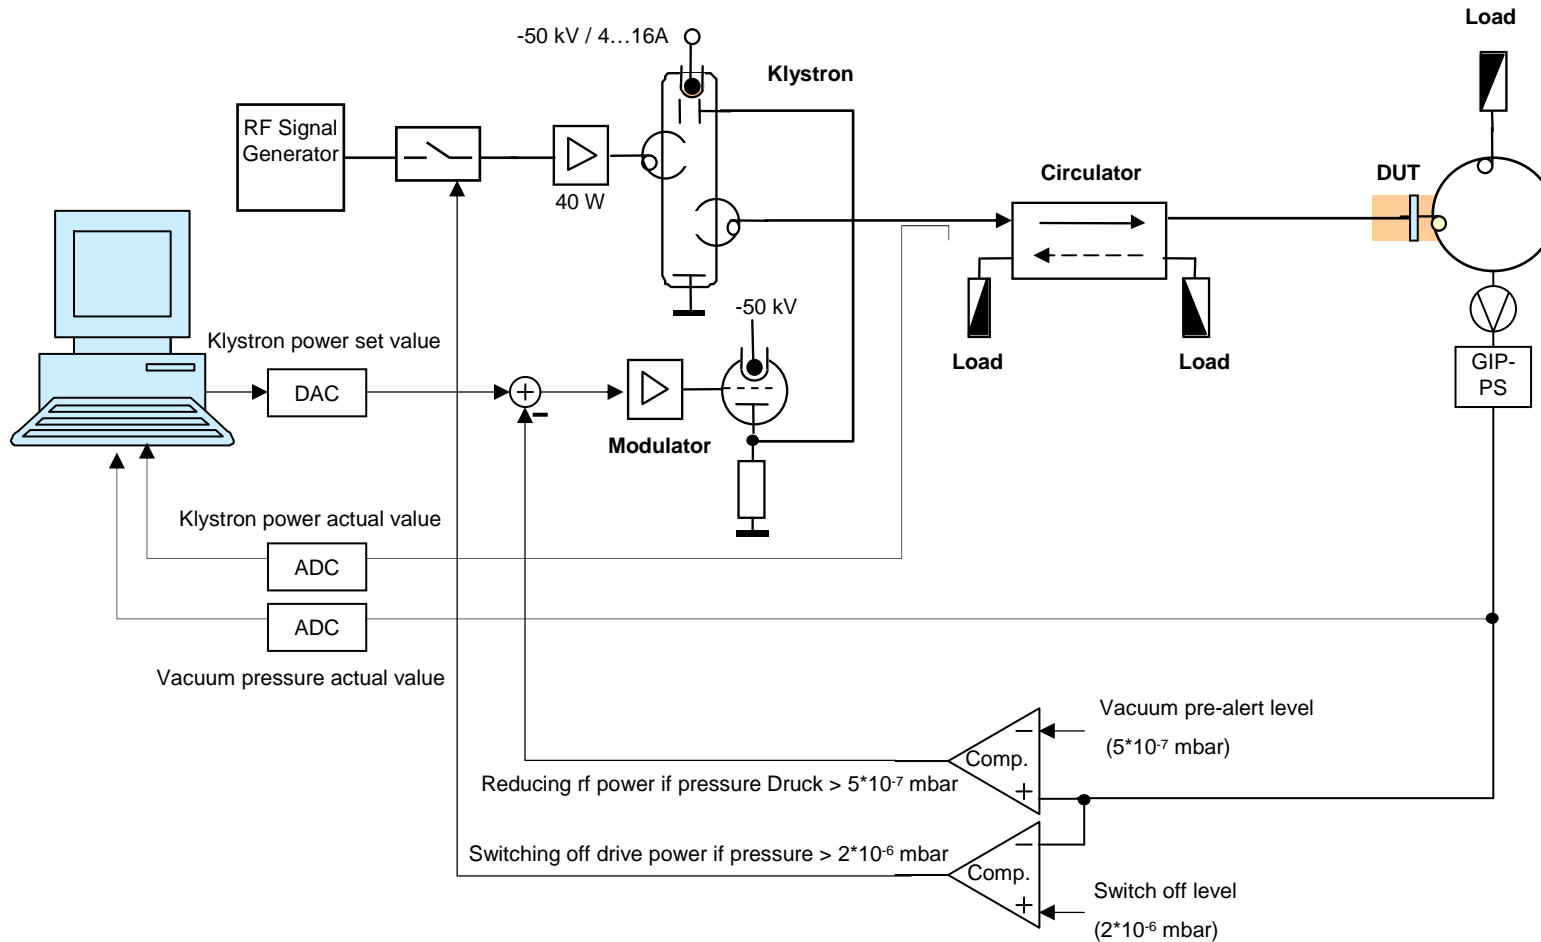 Load
-50 kV / 4…16A
Klystron
RF Signal
Generator
40 W
Circulator
DUT
-50 kV
Klystron power set value
Load
Load
GIP-
PS
DAC
+
-
Modulator
Klystron power actual value
ADC
ADC
Vacuum pressure actual value
Vacuum pre-alert level
(5*10⁻⁷ mbar)
−
Comp.
+
Reducing rf power if pressure Druck > 5*10⁻⁷ mbar
Switching off drive power if pressure > 2*10⁻⁶ mbar
−
Comp.
+
Switch off level
(2*10⁻⁶ mbar)